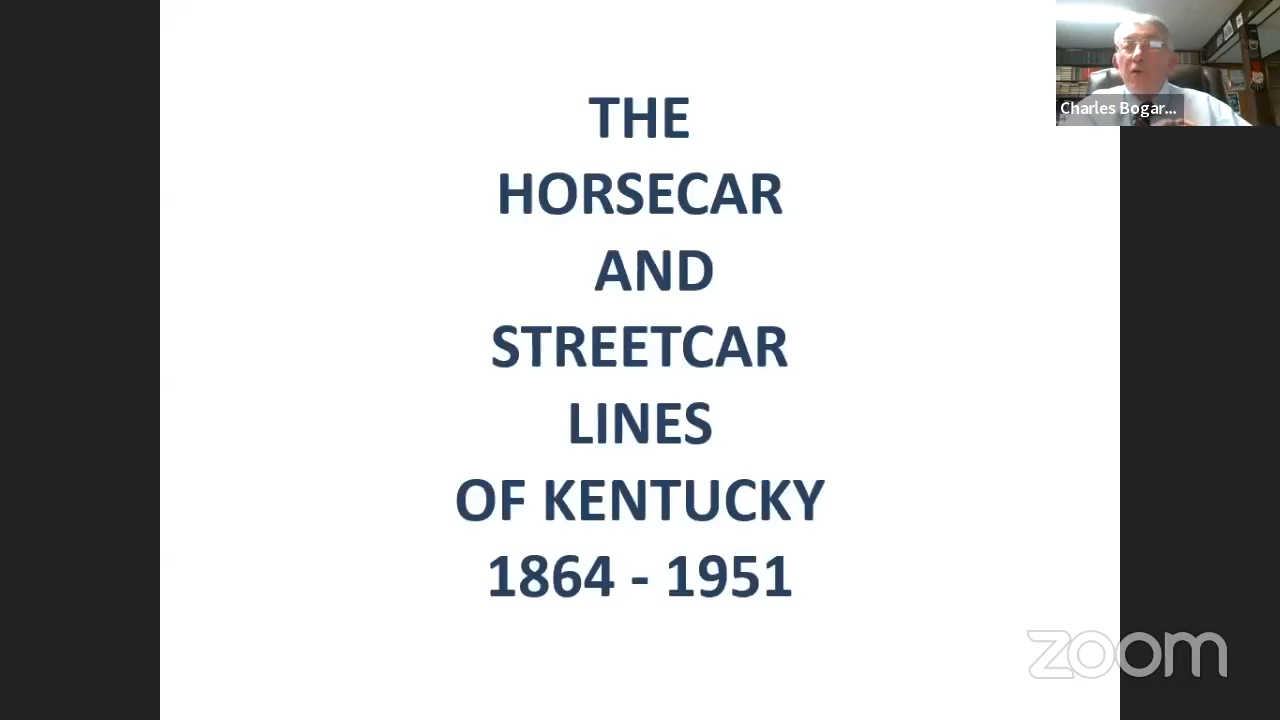 THE
HORSECAR
AND
STREETCAR
LINES
OF KENTUCKY
1864 - 1951
Charles Bogar...
zoom